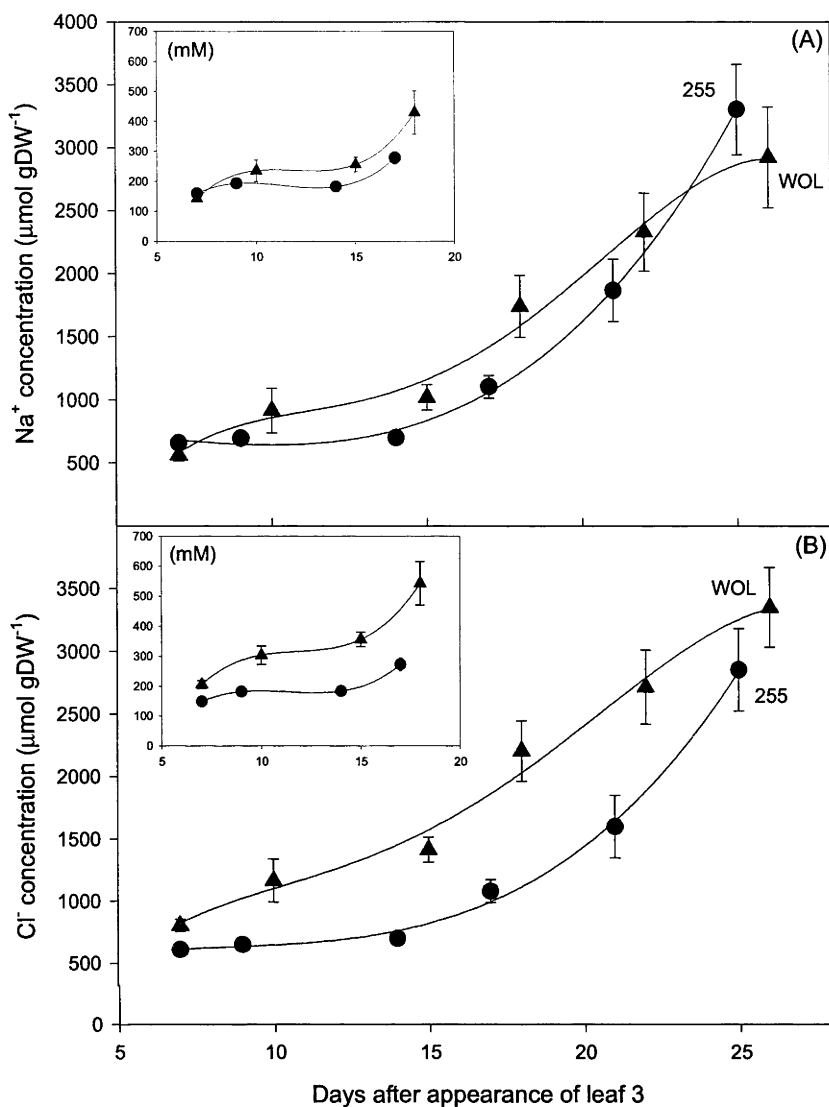 4000
3500
3000
2500
2000
1500
1000
500
Na⁺ concentration (µmol gDW⁻¹)
(A)
255
WOL
(mM)
700
600
500
400
300
200
100
0
5 10 15 20
3500
3000
2500
2000
1500
1000
500
0
Cl⁻ concentration (µmol gDW⁻¹)
(B)
WOL
255
(mM)
700
600
500
400
300
200
100
0
5 10 15 20
5 10 15 20 25
Days after appearance of leaf 3